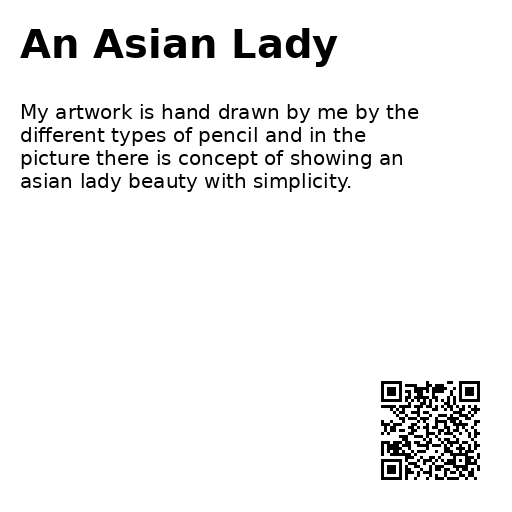 An Asian Lady
My artwork is hand drawn by me by the
different types of pencil and in the
picture there is concept of showing an
asian lady beauty with simplicity.